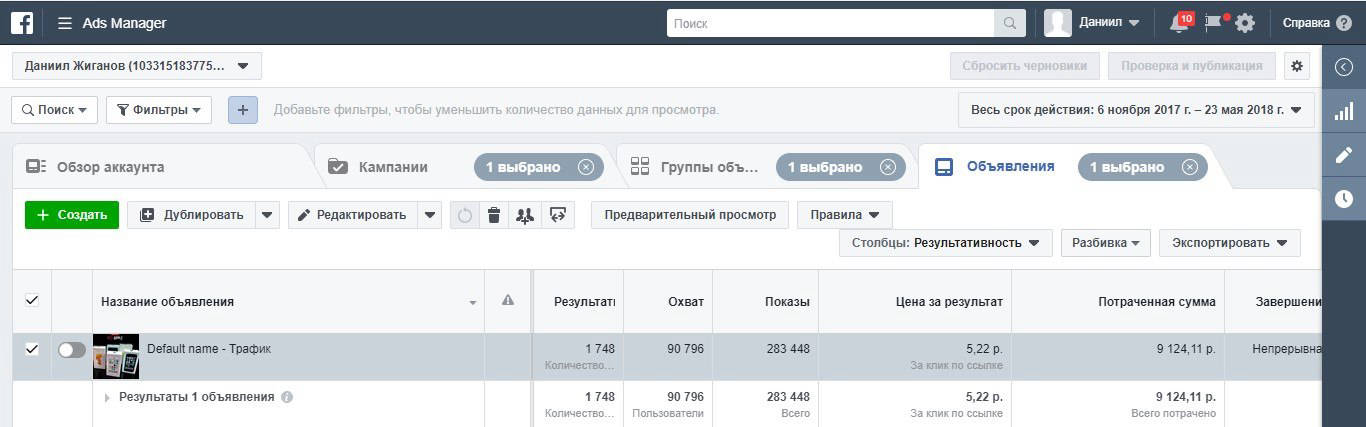 f Ads Manager Поиск Даниил 10 Справка ?
Даниил Жиганов (103315183775... Сбросить черновики Проверка и публикация
Поиск Фильтры + Добавьте фильтры, чтобы уменьшить количество данных для просмотра. Весь срок действия: 6 ноября 2017 г. – 23 мая 2018 г.
Обзор аккаунта Кампании 1 выбрано Группы объ... 1 выбрано Объявления 1 выбрано
+ Создать Дублировать Редактировать Предварительный просмотр Правила
Столбцы: Результативность Разбивка Экспортировать
Название объявления Результаты Охват Показы Цена за результат Потраченная сумма Завершени
Default name - Трафик 1 748 90 796 283 448 5,22 р. 9 124,11 р. Непрерывна
Количество... За клик по ссылке
Результаты 1 объявления 1 748 90 796 283 448 5,22 р. 9 124,11 р.
Количество... Пользователи Всего За клик по ссылке Всего потрачено